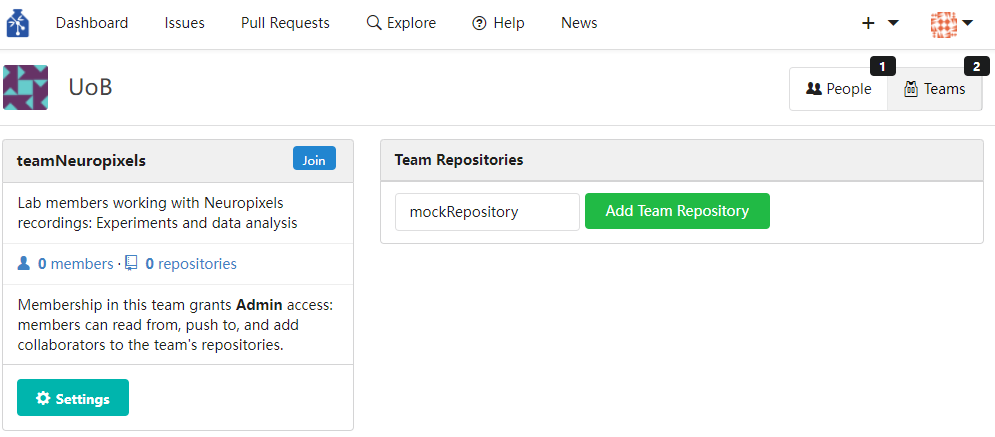 Dashboard Issues Pull Requests Explore Help News
UoB
People 1 Teams 2
teamNeuropixels Join
Lab members working with Neuropixels
recordings: Experiments and data analysis
0 members · 0 repositories
Membership in this team grants Admin access:
members can read from, push to, and add
collaborators to the team's repositories.
Settings
Team Repositories
mockRepository Add Team Repository